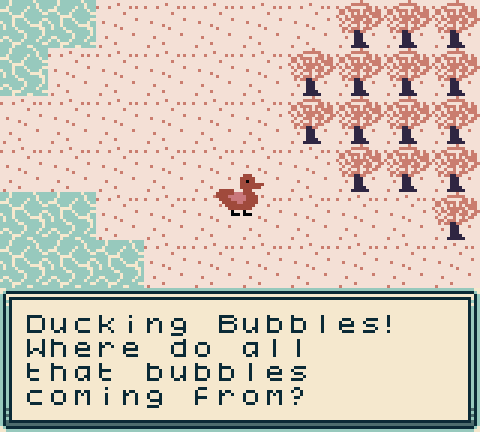 Ducking Bubbles!
Where do all
that bubbles
coming from?